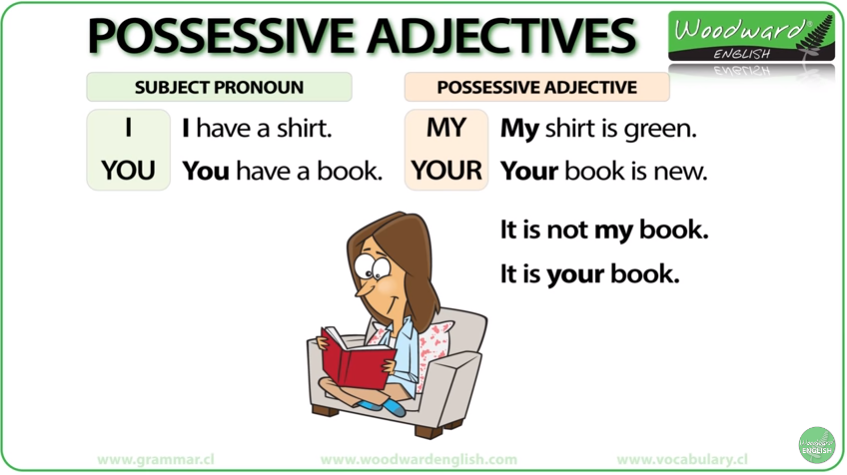 POSSESSIVE ADJECTIVES
Woodward®
ENGLISH
SUBJECT PRONOUN
POSSESSIVE ADJECTIVE
I I have a shirt.
MY My shirt is green.
YOU You have a book.
YOUR Your book is new.
It is not my book.
It is your book.
www.grammar.cl
www.woodwardenglish.com
www.vocabulary.cl
Woodward
ENGLISH